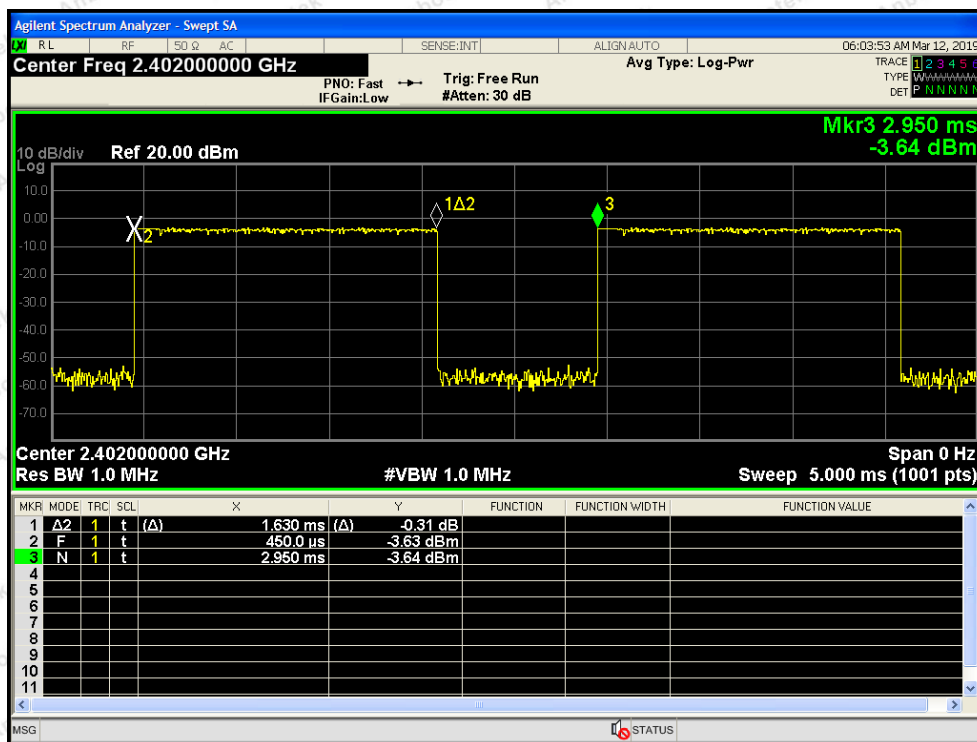 Agilent Spectrum Analyzer - Swept SA
LXI RL RF 50 Ω AC SENSE:INT ALIGNAUTO 06:03:53 AM Mar 12, 2019
Center Freq 2.402000000 GHz Avg Type: Log-Pwr TRACE 1 2 3 4 5 6
PNO: Fast Trig: Free Run TYPE
IFGain:Low #Atten: 30 dB DET P N N N N N
Mkr3 2.950 ms
10 dB/div Ref 20.00 dBm -3.64 dBm
Log
10.0
1Δ2 3
0.00
2
-10.0
-20.0
-30.0
-40.0
-50.0
-60.0
-70.0
Center 2.402000000 GHz Span 0 Hz
Res BW 1.0 MHz #VBW 1.0 MHz Sweep 5.000 ms (1001 pts)
MKR MODE TRC SCL X Y FUNCTION FUNCTION WIDTH FUNCTION VALUE
1 Δ2 1 t (Δ) 1.630 ms (Δ) -0.31 dB
2 F 1 t 450.0 µs -3.63 dBm
3 N 1 t 2.950 ms -3.64 dBm
4
5
6
7
8
9
10
11
MSG STATUS